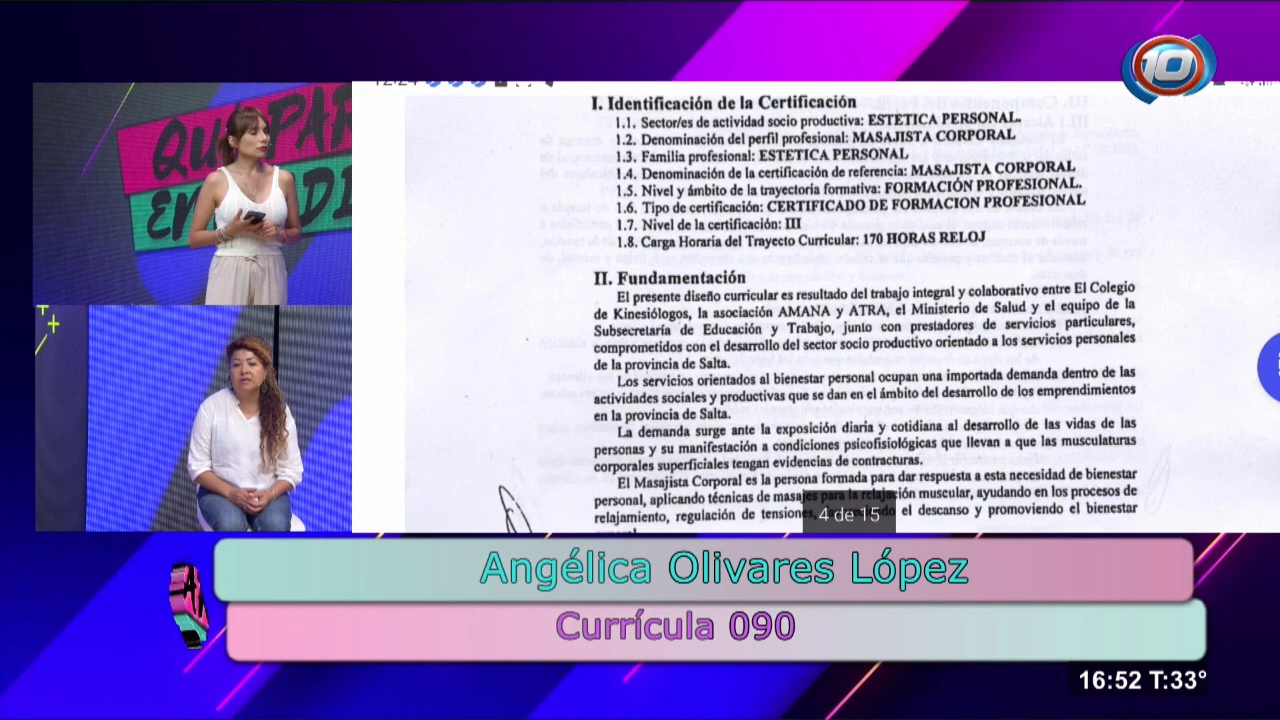 10
QUE PAR
EN
I. Identificación de la Certificación
1.1. Sector/es de actividad socio productiva: ESTETICA PERSONAL.
1.2. Denominación del perfil profesional: MASAJISTA CORPORAL
1.3. Familia profesional: ESTETICA PERSONAL
1.4. Denominación de la certificación de referencia: MASAJISTA CORPORAL
1.5. Nivel y ámbito de la trayectoria formativa: FORMACIÓN PROFESIONAL.
1.6. Tipo de certificación: CERTIFICADO DE FORMACION PROFESIONAL
1.7. Nivel de la certificación: III
1.8. Carga Horaria del Trayecto Curricular: 170 HORAS RELOJ
II. Fundamentación
El presente diseño curricular es resultado del trabajo integral y colaborativo entre El Colegio
de Kinesiólogos, la asociación AMANA y ATRA, el Ministerio de Salud y el equipo de la
Subsecretaría de Educación y Trabajo, junto con prestadores de servicios particulares,
comprometidos con el desarrollo del sector socio productivo orientado a los servicios personales
de la provincia de Salta.
Los servicios orientados al bienestar personal ocupan una importada demanda dentro de las
actividades sociales y productivas que se dan en el ámbito del desarrollo de los emprendimientos
en la provincia de Salta.
La demanda surge ante la exposición diaria y cotidiana al desarrollo de las vidas de las
personas y su manifestación a condiciones psicofisiológicas que llevan a que las musculaturas
corporales superficiales tengan evidencias de contracturas.
El Masajista Corporal es la persona formada para dar respuesta a esta necesidad de bienestar
personal, aplicando técnicas de masajes para la relajación muscular, ayudando en los procesos de
relajamiento, regulación de tensiones, el descanso y promoviendo el bienestar
4 de 15
Angélica Olivares López
Currícula 090
16:52 T:33°